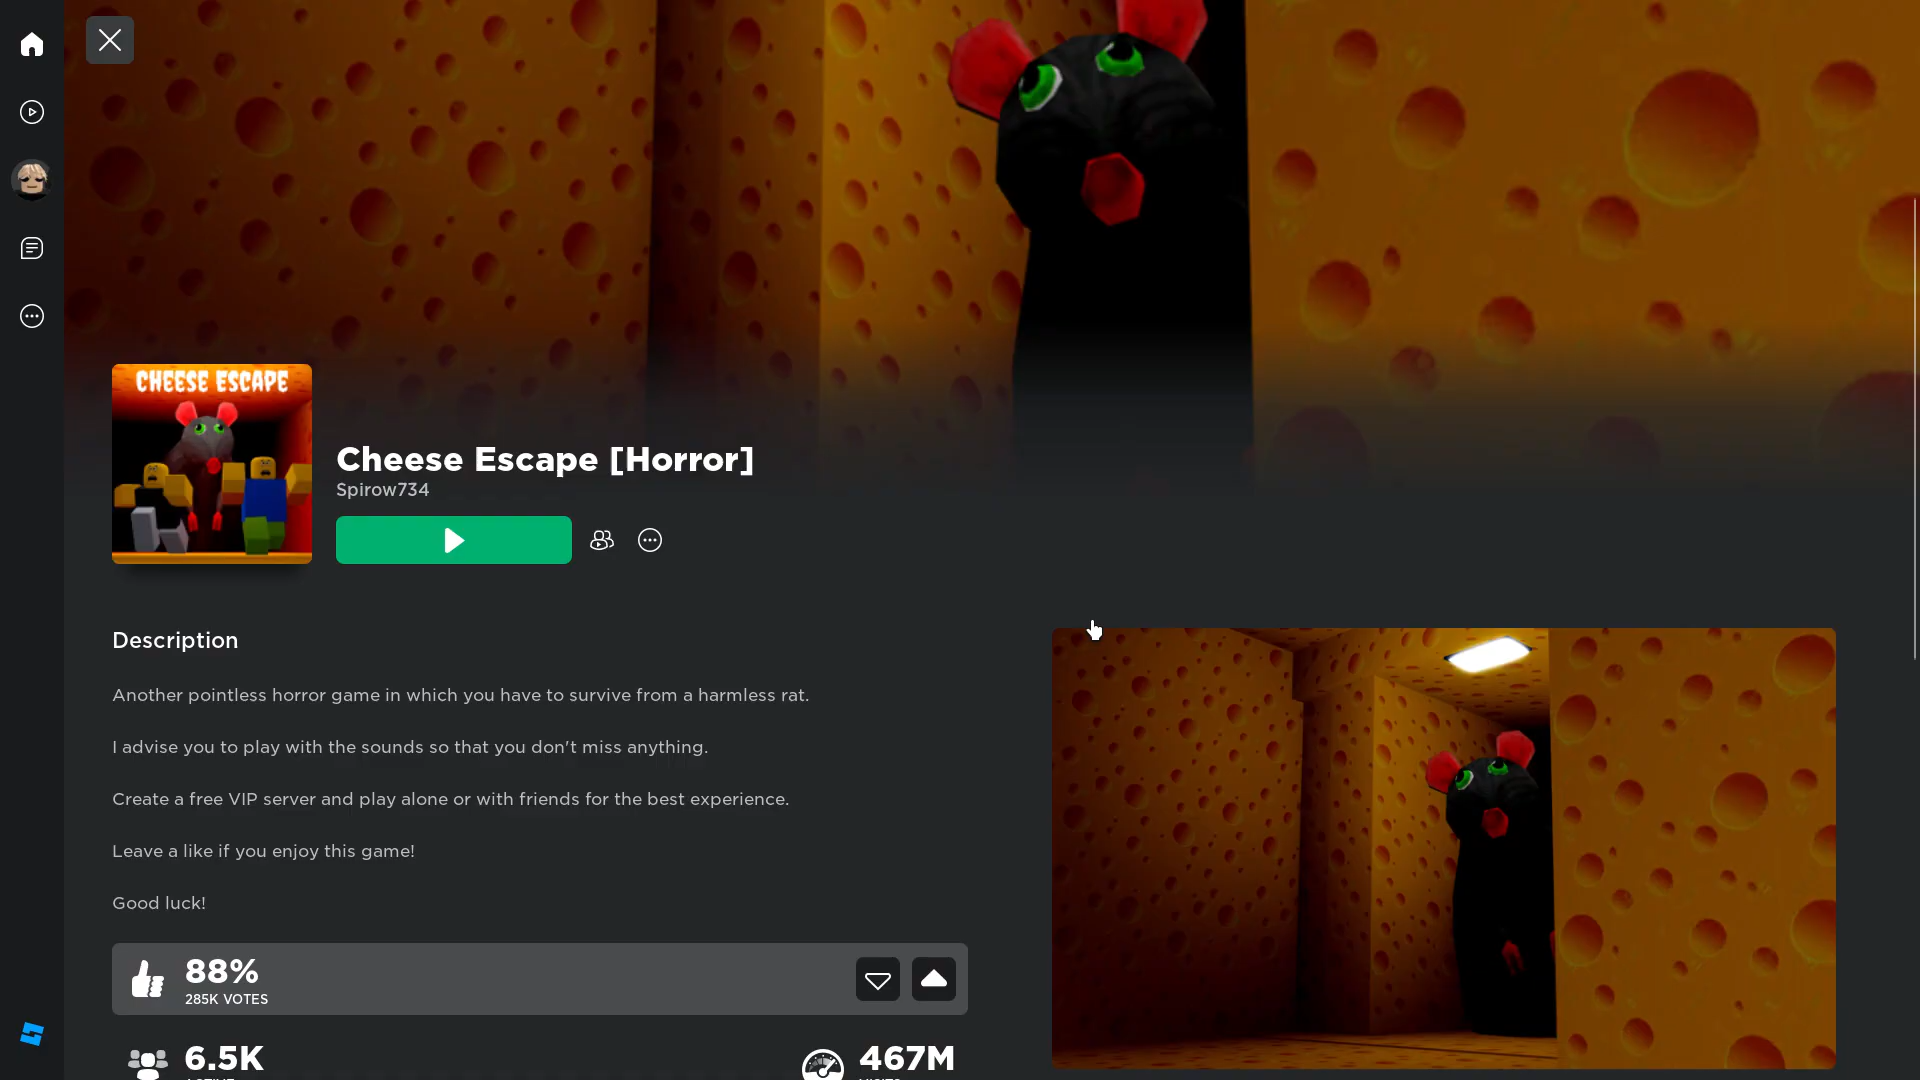 CHEESE ESCAPE
Cheese Escape [Horror]
Spirow734
Description
Another pointless horror game in which you have to survive from a harmless rat.
I advise you to play with the sounds so that you don't miss anything.
Create a free VIP server and play alone or with friends for the best experience.
Leave a like if you enjoy this game!
Good luck!
88%
285K VOTES
6.5K
467M